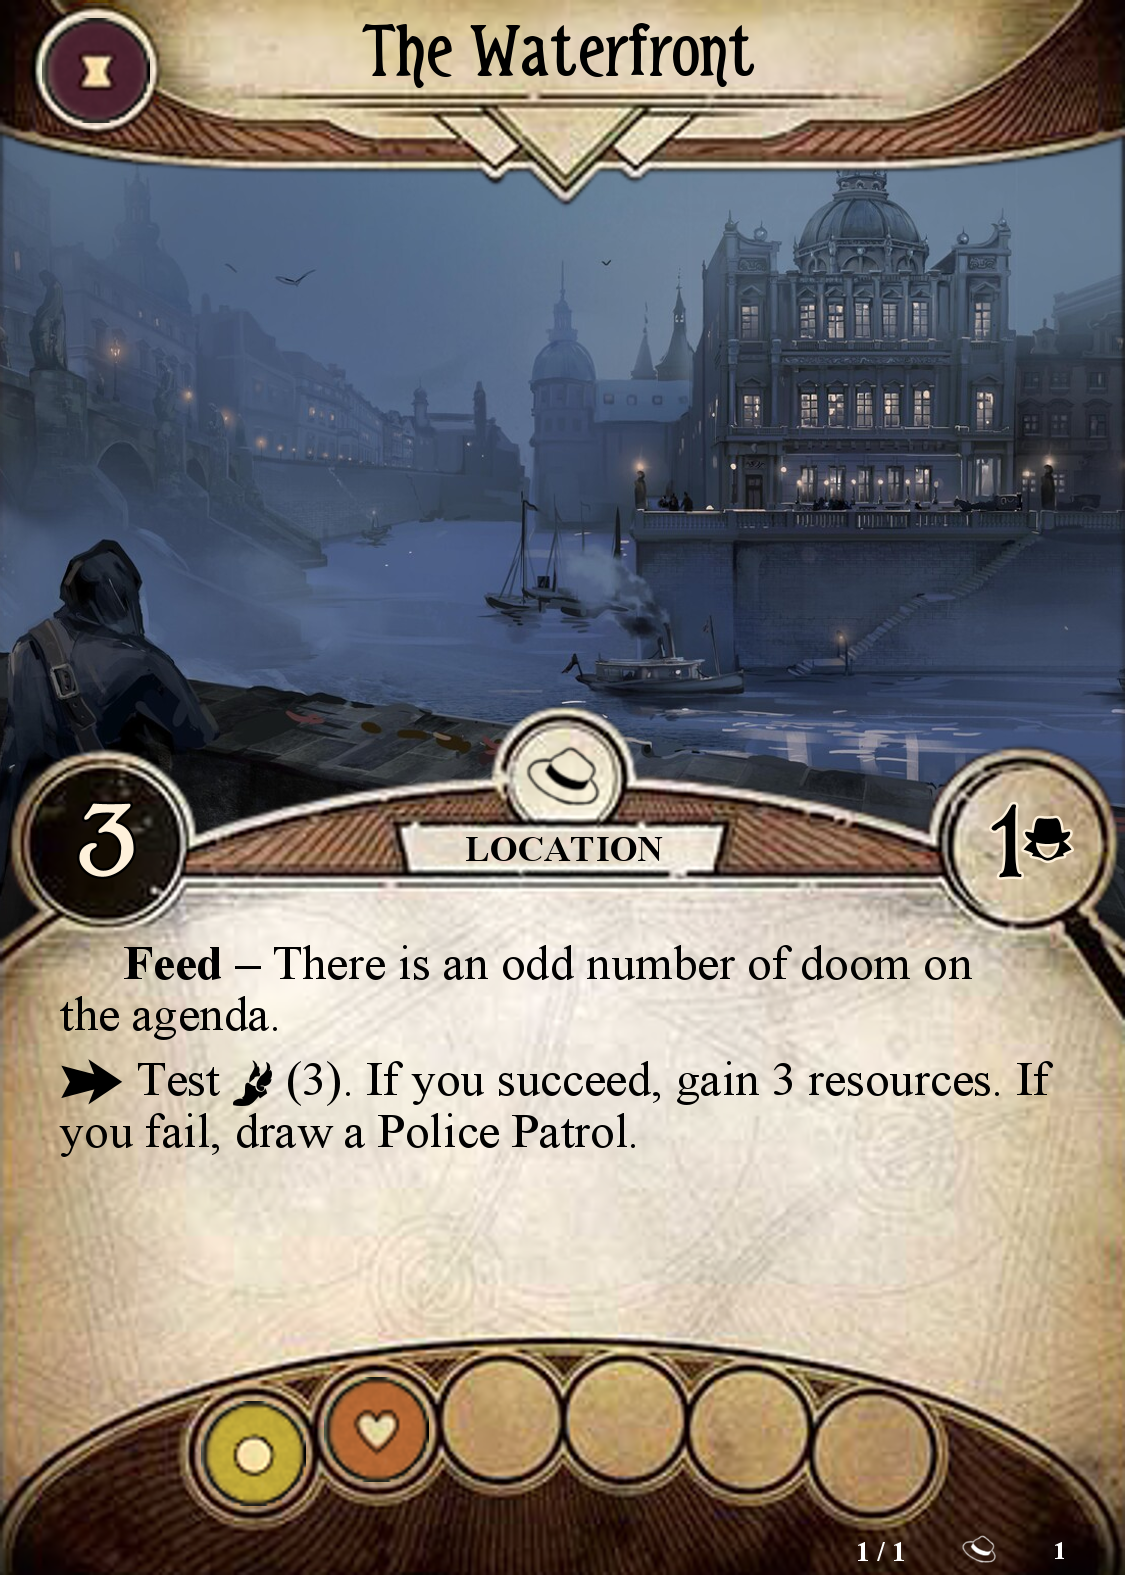 The Waterfront
3
LOCATION
1
Feed – There is an odd number of doom on
the agenda.
Test (3). If you succeed, gain 3 resources. If
you fail, draw a Police Patrol.
1 / 1 1